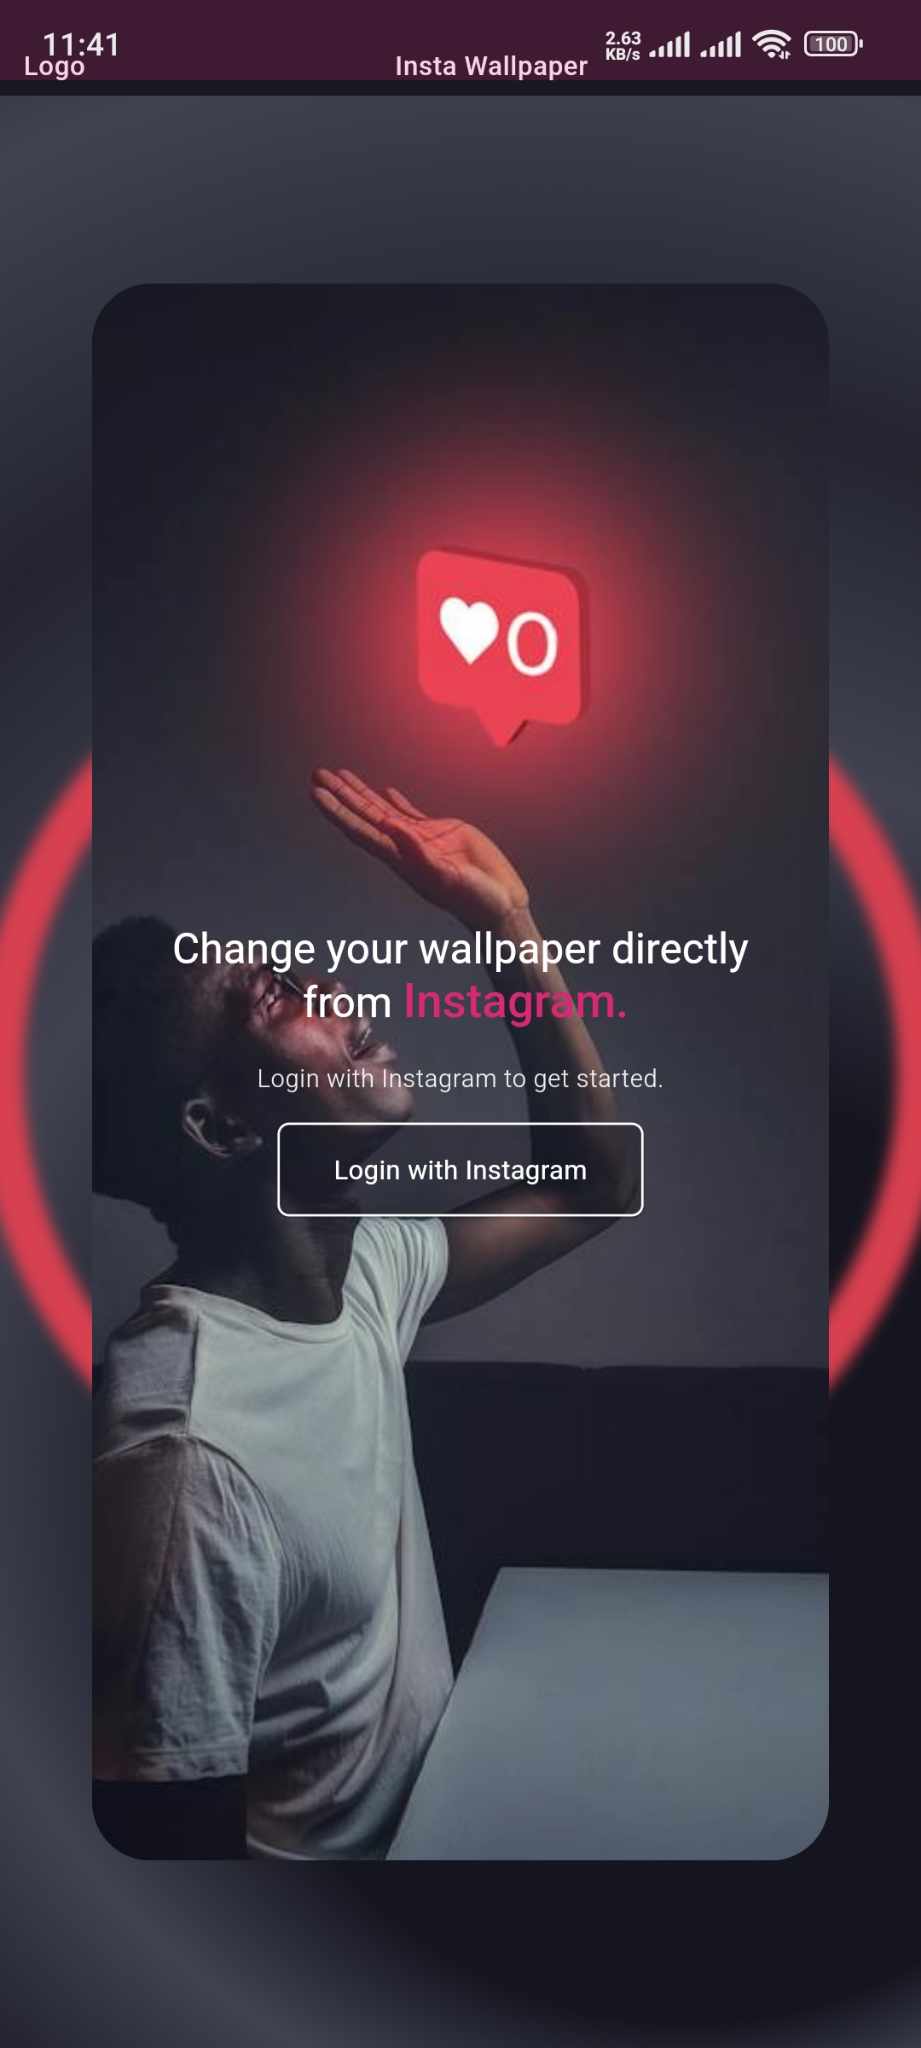 11:41
2.63
KB/s
100
Logo
Insta Wallpaper
0
Change your wallpaper directly
from Instagram.
Login with Instagram to get started.
Login with Instagram